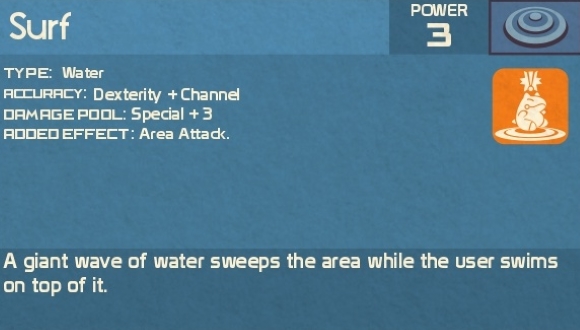 Surf
POWER
3
TYPE: Water
ACCURACY: Dexterity + Channel
DAMAGE POOL: Special + 3
ADDED EFFECT: Area Attack.
A giant wave of water sweeps the area while the user swims
on top of it.